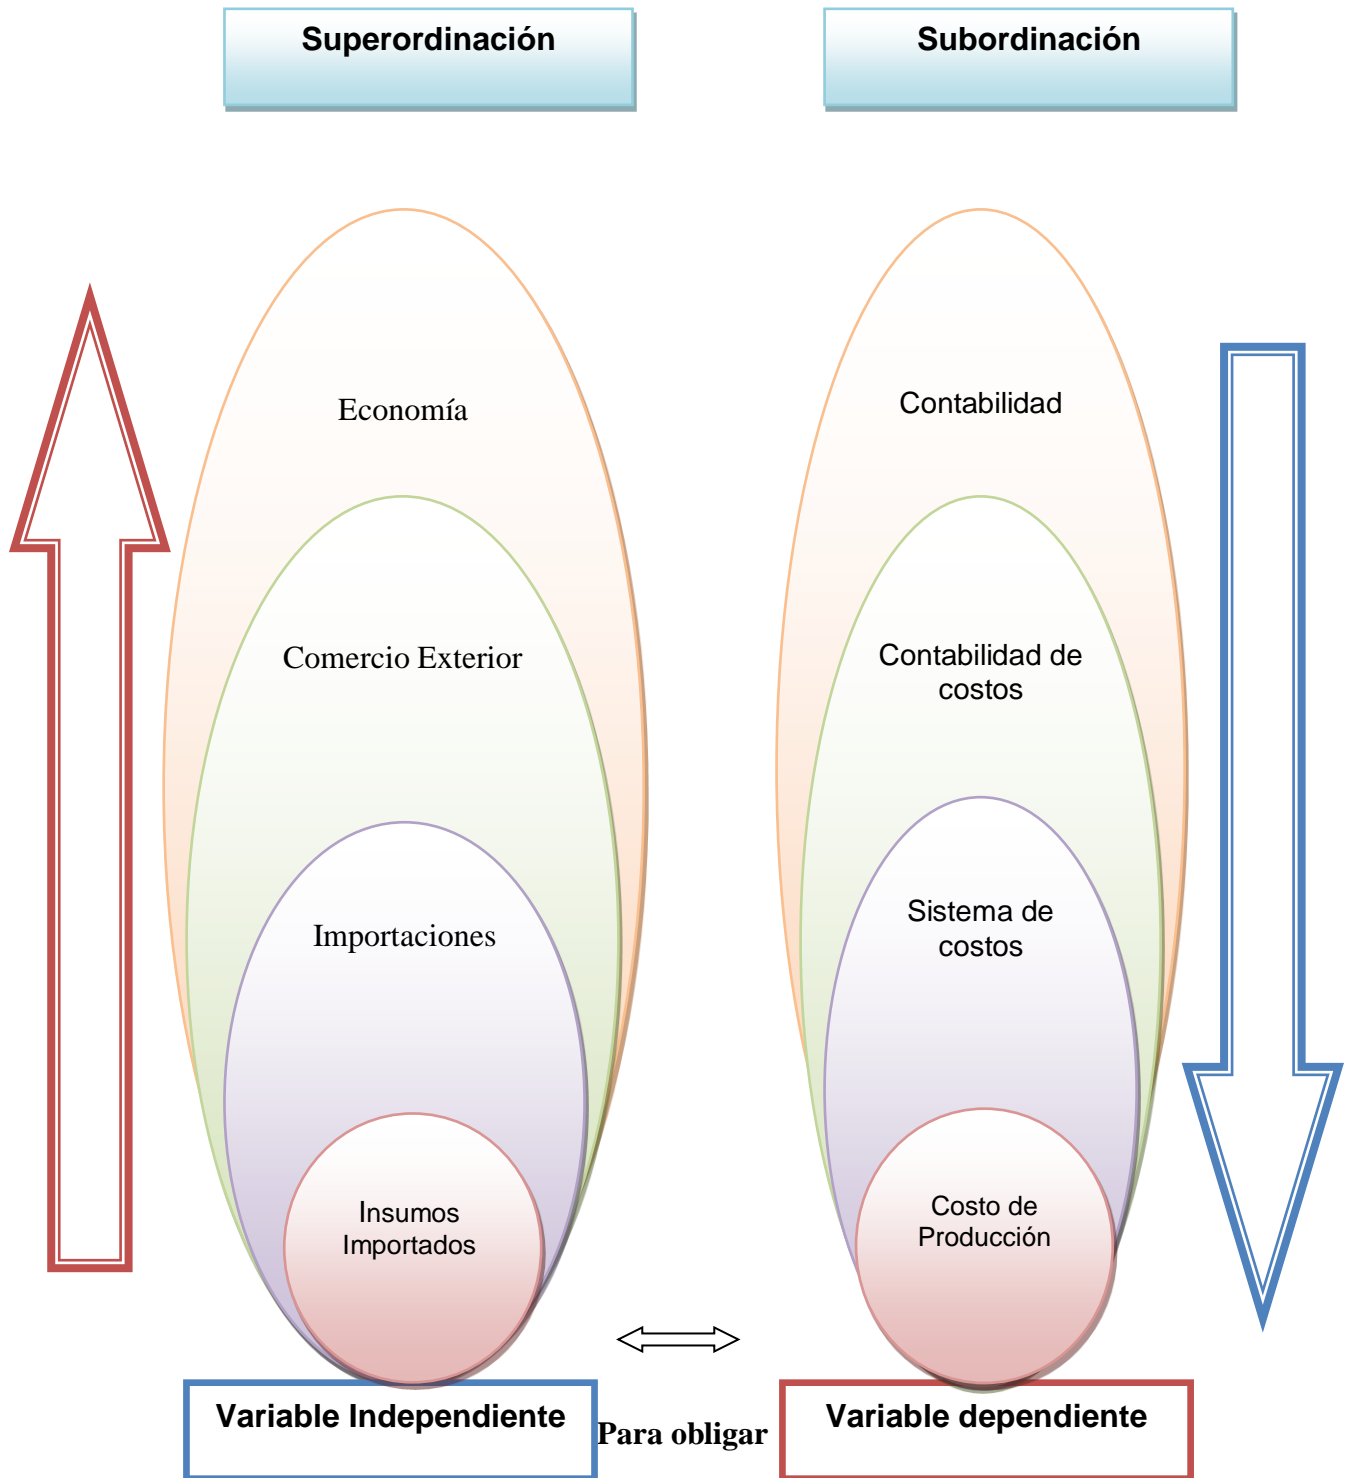 Superordinación
Subordinación
Economía
Contabilidad
Comercio Exterior
Contabilidad de
costos
Importaciones
Sistema de
costos
Insumos
Importados
Costo de
Producción
Variable Independiente
Para obligar
Variable dependiente